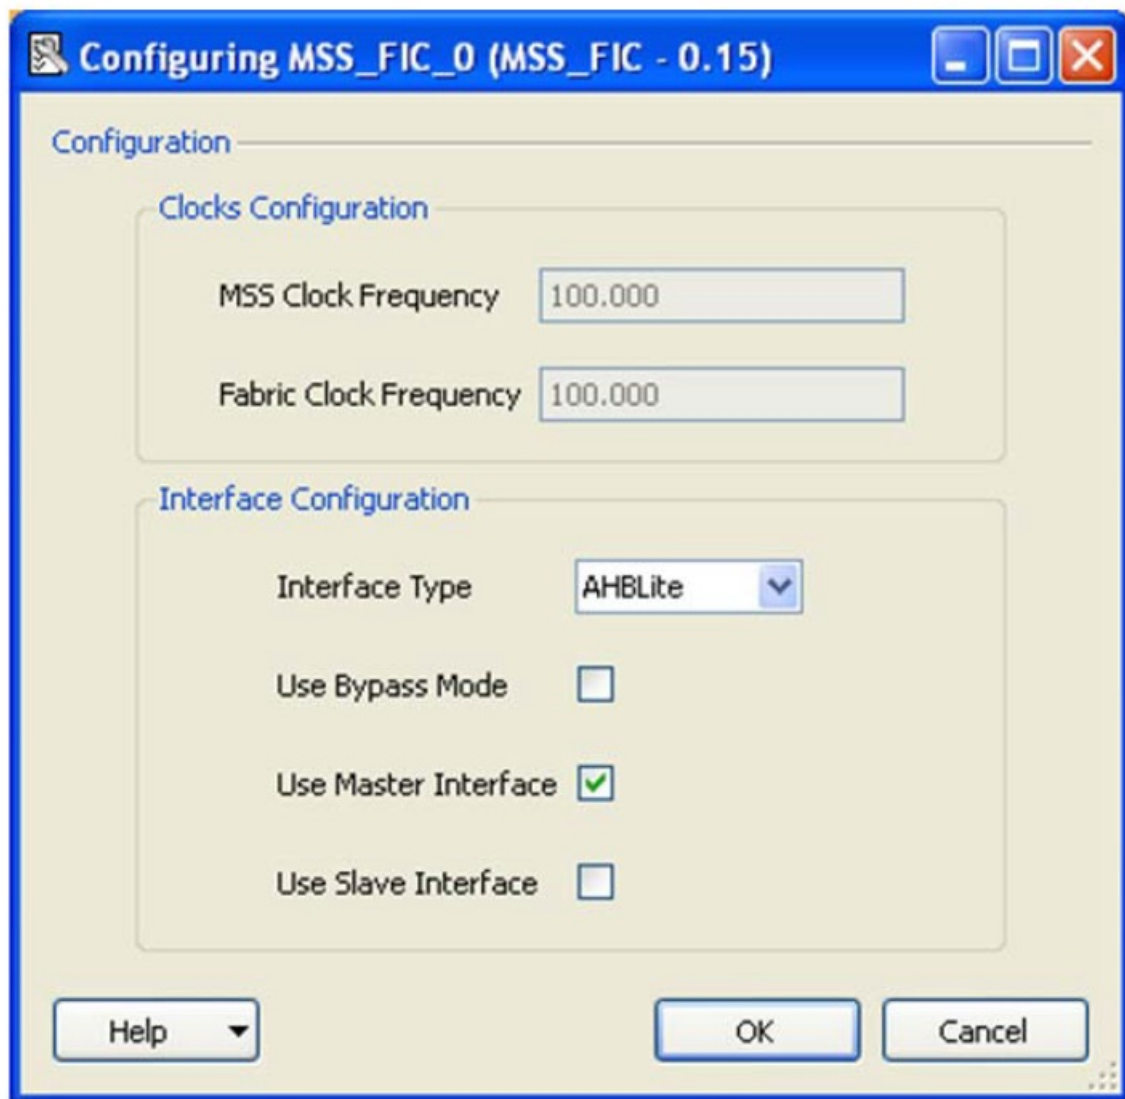 Configuring MSS_FIC_0 (MSS_FIC - 0.15)
Configuration
Clocks Configuration
MSS Clock Frequency 100.000
Fabric Clock Frequency 100.000
Interface Configuration
Interface Type AHBLite
Use Bypass Mode
Use Master Interface
Use Slave Interface
Help OK Cancel